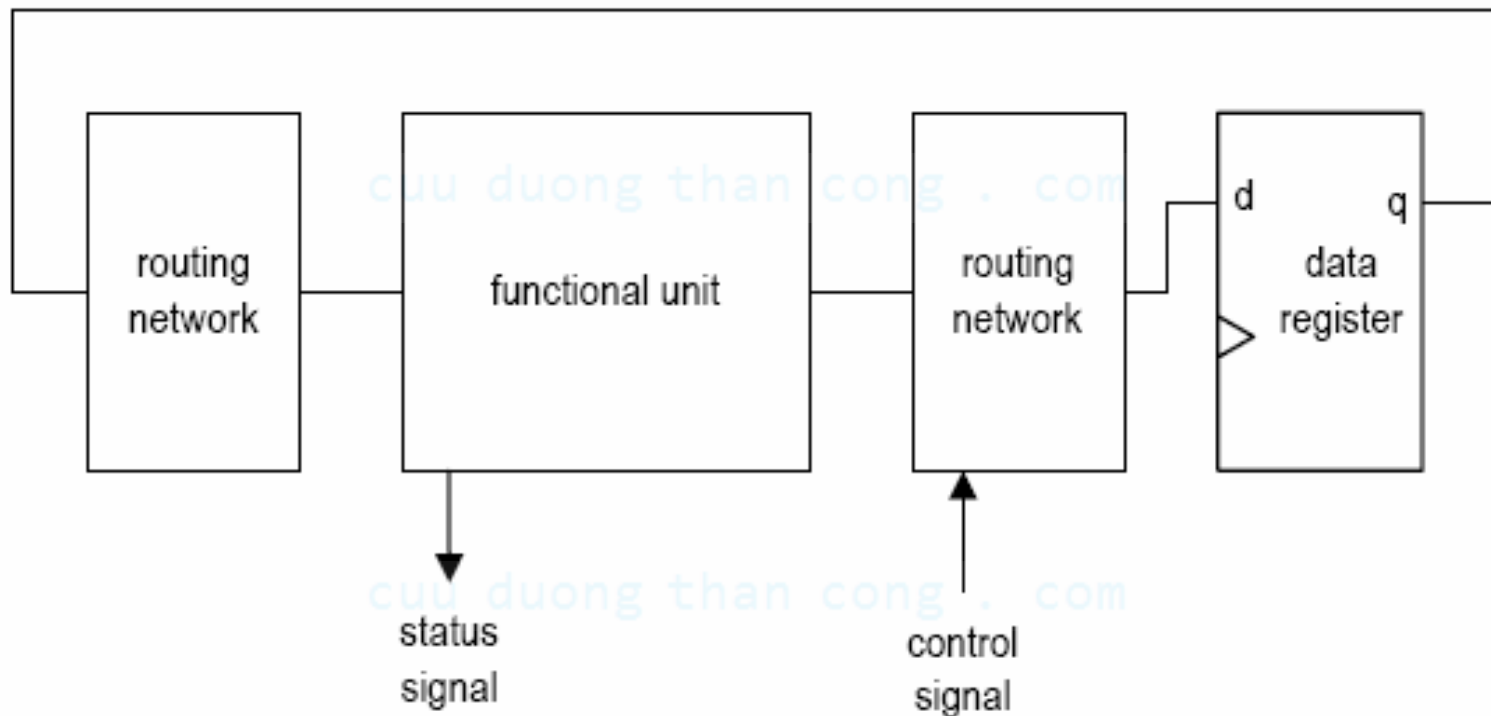 cuu duong than cong . com
routing
network
functional unit
routing
network
d
q
data
register
cuu duong than cong . com
status
signal
control
signal